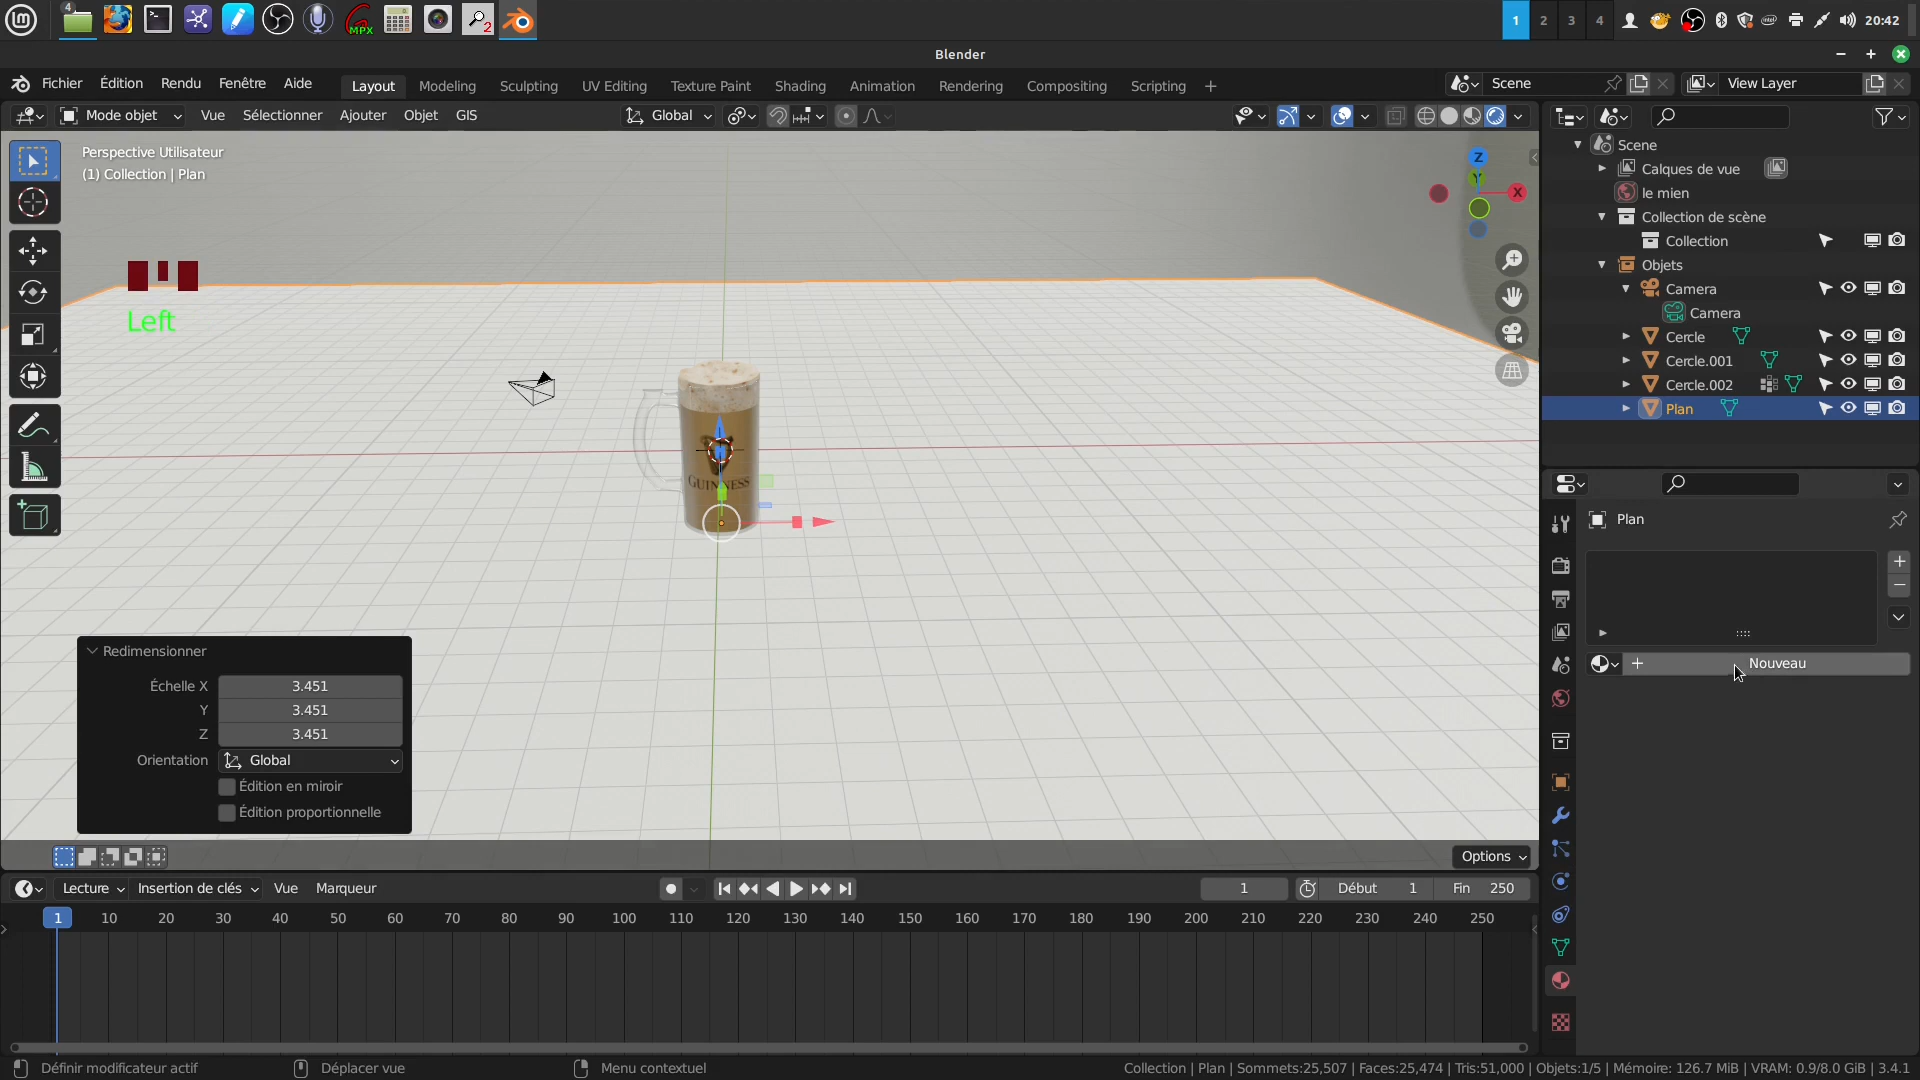 2
MPX
4
1 2 3 4
20:42
Blender
Fichier Édition Rendu Fenêtre Aide
Layout Modeling Sculpting UV Editing Texture Paint Shading Animation Rendering Compositing Scripting +
Scene
View Layer
Mode objet Vue Sélectionner Ajouter Objet GIS
Global
Perspective Utilisateur
(1) Collection | Plan
Z
Y
X
Left
GUINNESS
Scene
Calques de vue
le mien
Collection de scène
Collection
Objets
Camera
Camera
Cercle
Cercle.001
Cercle.002
Plan
Plan
Nouveau
Redimensionner
Échelle X 3.451
Y 3.451
Z 3.451
Orientation Global
Édition en miroir
Édition proportionnelle
Options
Lecture Insertion de clés Vue Marqueur
1 Début 1 Fin 250
1 10 20 30 40 50 60 70 80 90 100 110 120 130 140 150 160 170 180 190 200 210 220 230 240 250
Définir modificateur actif Déplacer vue Menu contextuel
Collection | Plan | Sommets:25,507 | Faces:25,474 | Tris:51,000 | Objets:1/5 | Mémoire: 126.7 MiB | VRAM: 0.9/8.0 GiB | 3.4.1